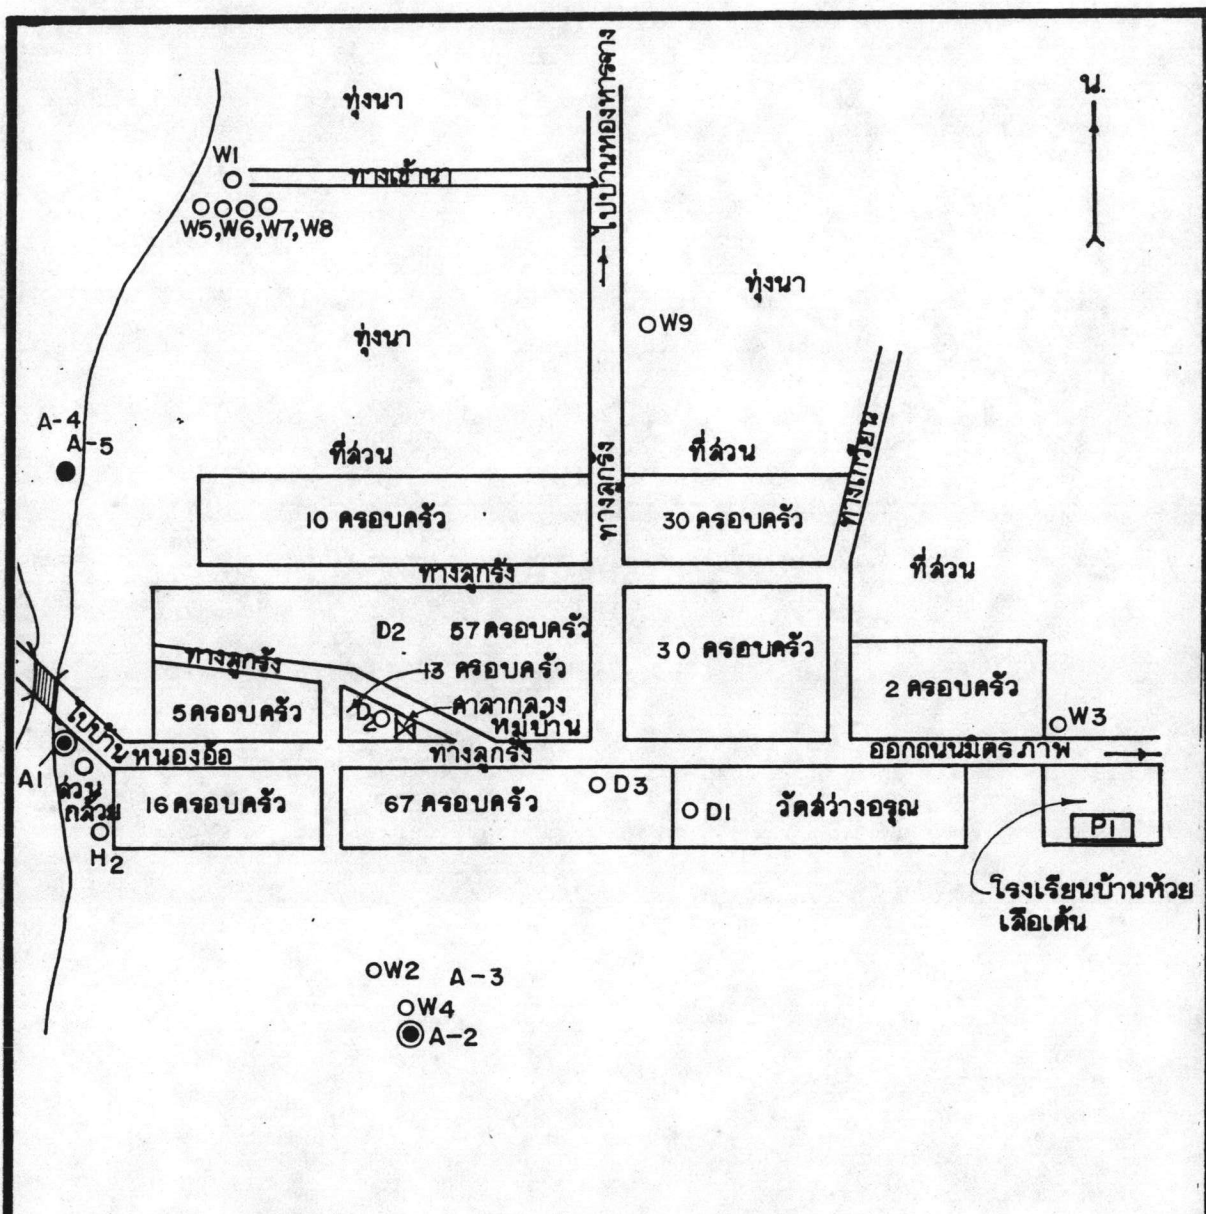 ทุ่งนา
น.
ไปบ้านทองหารจาง
W1
ทางเข้านา
W5,W6,W7,W8
ทุ่งนา
ทุ่งนา
W9
A-4
A-5
ที่สวน
ที่สวน
ทางลูกรัง
ทางเกวียน
10 ครอบครัว
30 ครอบครัว
ทางลูกรัง
ที่สวน
D2
57 ครอบครัว
ทางลูกรัง
13 ครอบครัว
30 ครอบครัว
2 ครอบครัว
5 ครอบครัว
D2
ศาลากลาง
หมู่บ้าน
W3
ไปบ้าน หนองอ้อ
ทางลูกรัง
ออกถนนมิตรภาพ
A1
สวน
กล้วย
16 ครอบครัว
67 ครอบครัว
D3
D1
วัดสว่างอรุณ
P1
H2
โรงเรียนบ้านห้วย
เสือเต้น
W2
A-3
W4
A-2